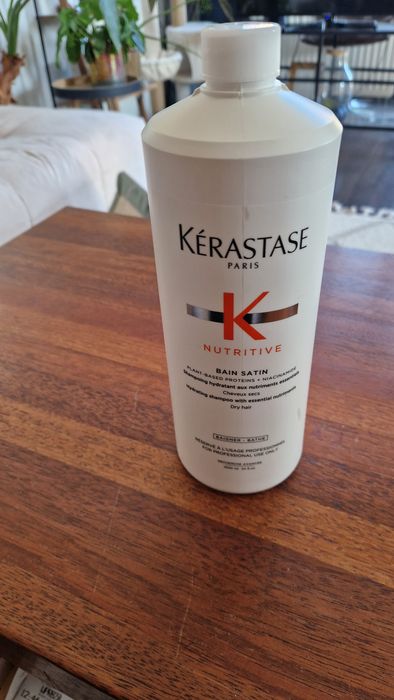 KÉRASTASE
PARIS
K
NUTRITIVE
BAIN SATIN
PLANT-BASED PROTEINS + NIACINAMIDE
Shampooing hydratant aux nutriments essentiels
Cheveux secs
Hydrating shampoo with essential nutriments
Dry hair
BAIGNER - BATHE
RÉSERVÉ À L'USAGE PROFESSIONNEL
FOR PROFESSIONAL USE ONLY